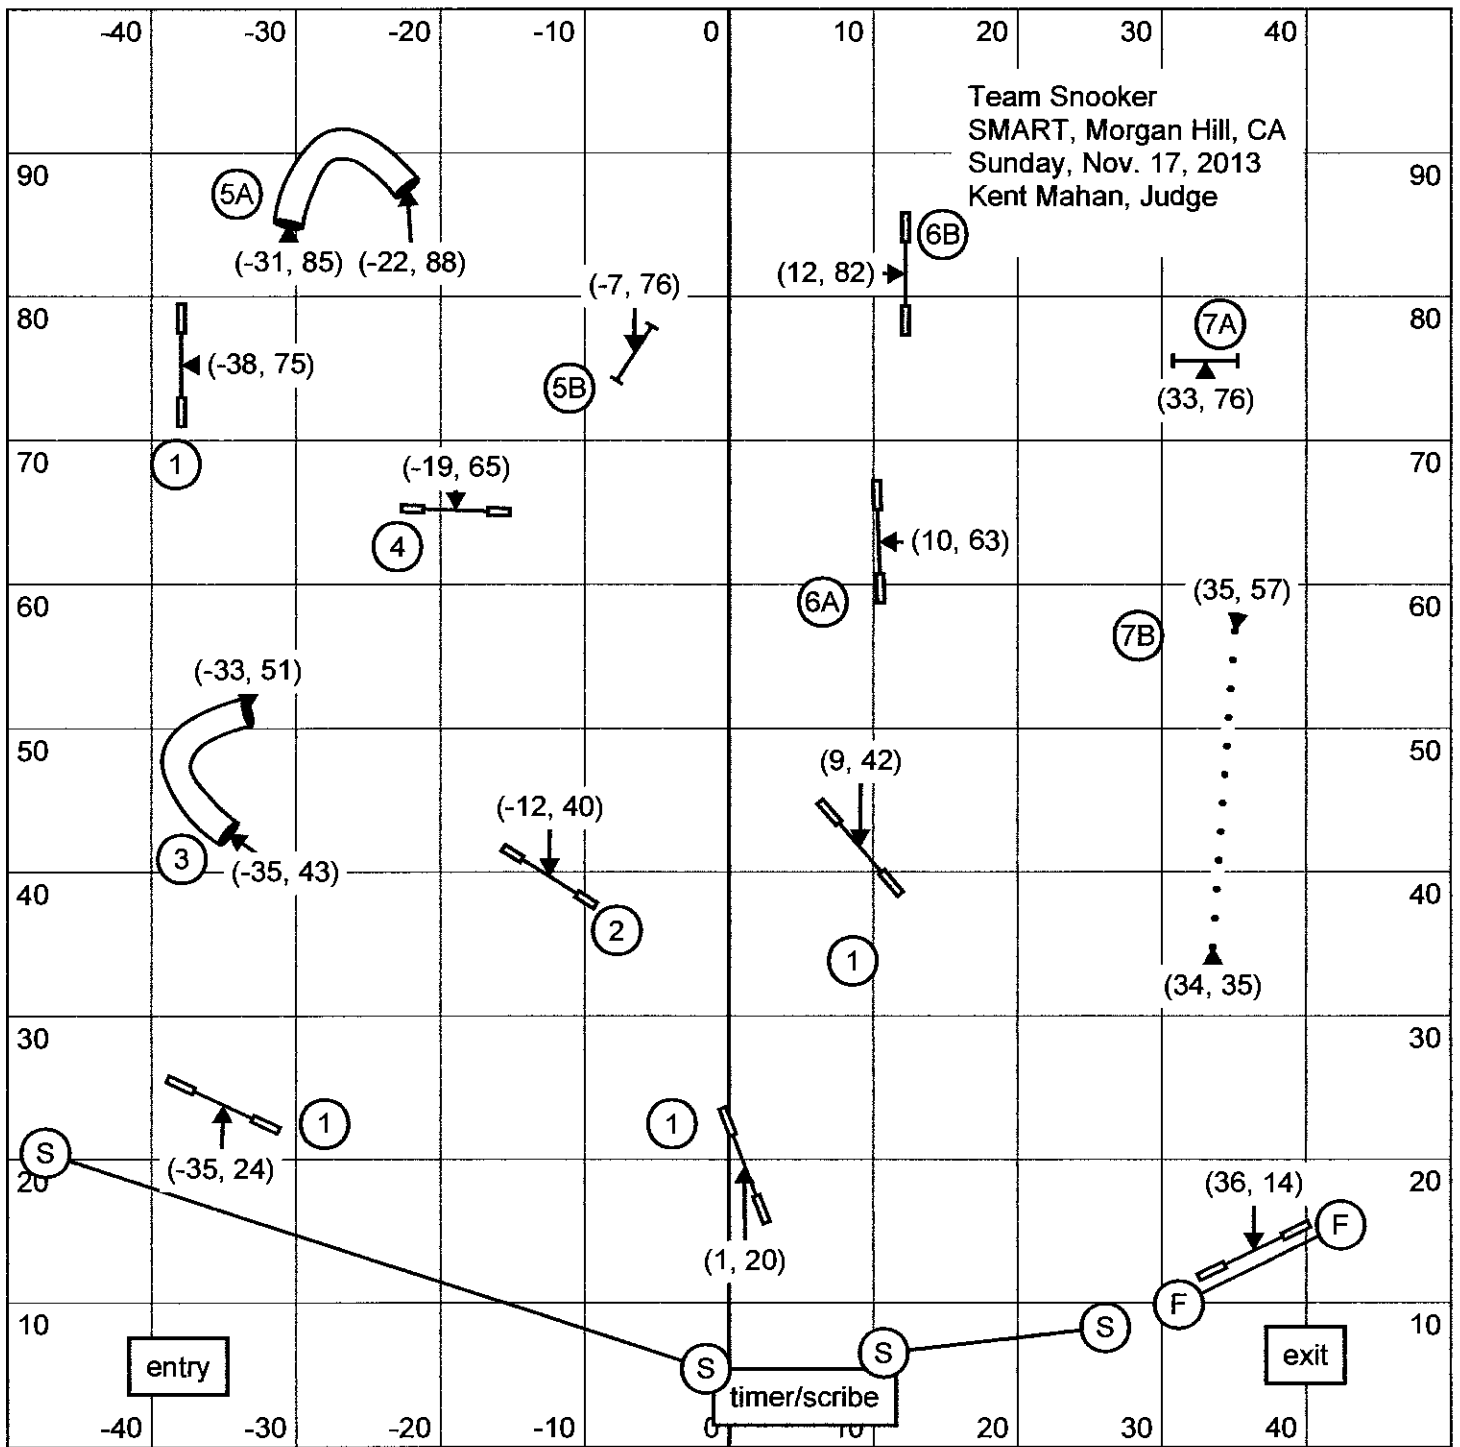 -40 -30 -20 -10 0 10 20 30 40
Team Snooker
SMART, Morgan Hill, CA
Sunday, Nov. 17, 2013
Kent Mahan, Judge
90 90
5A
6B
(-31, 85) (-22, 88)
(12, 82)
(-7, 76)
80 80
7A
(-38, 75)
5B
(33, 76)
70 70
1
(-19, 65)
4
(10, 63)
(35, 57)
60 60
6A
7B
(-33, 51)
50 50
(9, 42)
(-12, 40)
3
(-35, 43)
40 40
2
1
(34, 35)
30 30
1
1
S
(-35, 24)
20 20
(36, 14)
F
(1, 20)
F
10 10
S
S
S
entry
exit
timer/scribe
-40 -30 -20 -10 0 10 20 30 40